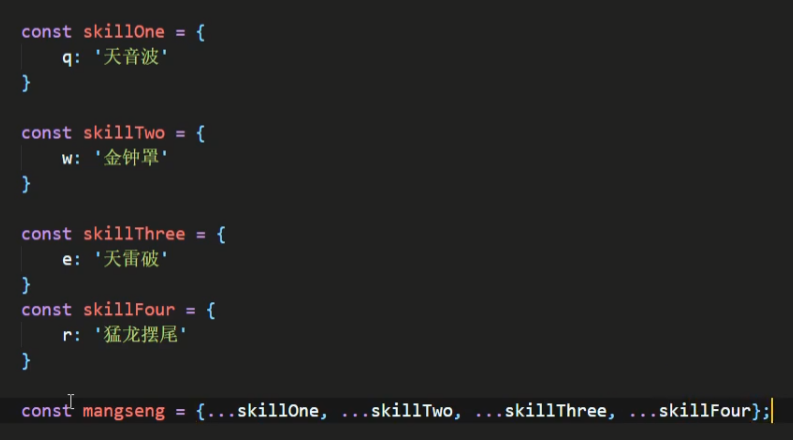 const skillOne = {
q: '天音波'
}
const skillTwo = {
w: '金钟罩'
}
const skillThree = {
e: '天雷破'
}
const skillFour = {
r: '猛龙摆尾'
}
const mangseng = {...skillOne, ...skillTwo, ...skillThree, ...skillFour};